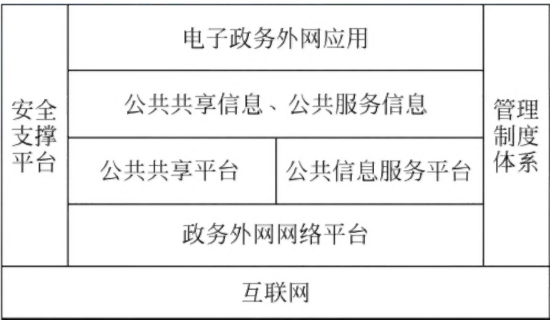 电子政务外网应用
公共共享信息、公共服务信息
安全
支撑
平台
管理
制度
体系
公共共享平台
公共信息服务平台
政务外网网络平台
互联网